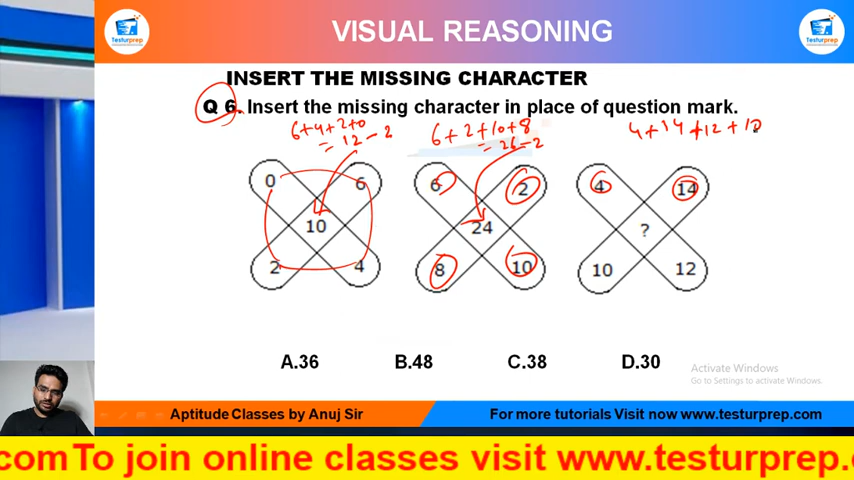 VISUAL REASONING
Testurprep
Testurprep
INSERT THE MISSING CHARACTER
Q 6. Insert the missing character in place of question mark.
6+4+2+0
= 12-2
6+2+10+8
= 26-2
4+14+12+10
0 6
10
2 4
6 2
24
8 10
4 14
?
10 12
A.36 B.48 C.38 D.30
Activate Windows
Go to Settings to activate Windows.
Aptitude Classes by Anuj Sir For more tutorials Visit now www.testurprep.com
comTo join online classes visit www.testurprep.